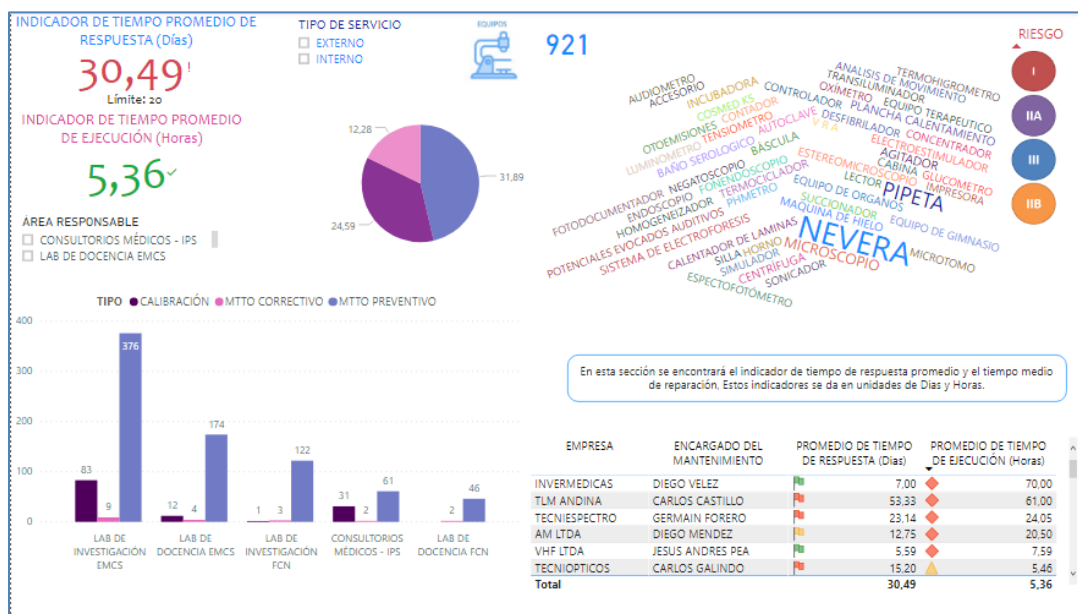 INDICADOR DE TIEMPO PROMEDIO DE
RESPUESTA (Días)
30,49!
Límite: 20
INDICADOR DE TIEMPO PROMEDIO
DE EJECUCIÓN (Horas)
5,36
ÁREA RESPONSABLE
CONSULTORIOS MÉDICOS - IPS
LAB DE DOCENCIA EMCS
TIPO DE SERVICIO
EXTERNO
INTERNO
EQUIPOS
12,28
31,89
24,59
921
RIESGO
I
IIA
III
IIB
AUDIOMETRO
ACCESORIO
INCUBADORA
COSMED K5
CONTADOR
OTOEMISIONES
TENSIOMETRO
LUMINOMETRO
BAÑO SEROLOGICO
AUTOCLAVE
BÁSCULA
CONTROLADOR
ANALISIS DE MOVIMIENTO
TERMOHIGROMETRO
TRANSILUMINADOR
OXÍMETRO
EQUIPO TERAPEUTICO
PLANCHA CALENTAMIENTO
DESFIBRILADOR
CONCENTRADOR
V R A
ELECTROESTIMULADOR
AGITADOR
ESTEREOMICROSCOPIO
CABINA
GLUCOMETRO
LECTOR
IMPRESORA
PIPETA
EQUIPO DE ORGANOS
SUCCIONADOR
MAQUINA DE HIELO
EQUIPO DE GIMNASIO
NEVERA
MICROTOMO
MICROSCOPIO
FOTODOCUMENTADOR
NEGATOSCOPIO
ENDOSCOPIO
FONENDOSCOPIO
HOMOGENEIZADOR
TERMOCICLADOR
PHMETRO
POTENCIALES EVOCADOS AUDITIVOS
SISTEMA DE ELECTROFORESIS
CALENTADOR DE LAMINAS
SILLA
HORNO
SIMULADOR
CENTRÍFUGA
SONICADOR
ESPECTOFOTÓMETRO
TIPO CALIBRACIÓN MTTO CORRECTIVO MTTO PREVENTIVO
400
300
200
100
0
83
9
376
12
4
174
1
3
122
31
2
61
2
46
LAB DE
INVESTIGACIÓN
EMCS
LAB DE
DOCENCIA EMCS
LAB DE
INVESTIGACIÓN
FCN
CONSULTORIOS
MÉDICOS - IPS
LAB DE
DOCENCIA FCN
En esta sección se encontrará el indicador de tiempo de respuesta promedio y el tiempo medio
de reparación. Estos indicadores se da en unidades de Dias y Horas.
EMPRESA ENCARGADO DEL MANTENIMIENTO PROMEDIO DE TIEMPO DE RESPUESTA (Dias) PROMEDIO DE TIEMPO DE EJECUCIÓN (Horas)
INVERMEDICAS DIEGO VELEZ 7,00 70,00
TLM ANDINA CARLOS CASTILLO 53,33 61,00
TECNIESPECTRO GERMAIN FORERO 23,14 24,05
AM LTDA DIEGO MENDEZ 12,75 20,50
VHF LTDA JESUS ANDRES PEA 5,59 7,59
TECNIOPTICOS CARLOS GALINDO 15,20 5,46
Total 30,49 5,36